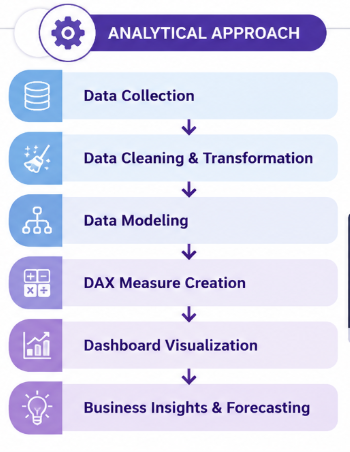 ANALYTICAL APPROACH
Data Collection
Data Cleaning & Transformation
Data Modeling
DAX Measure Creation
Dashboard Visualization
Business Insights & Forecasting